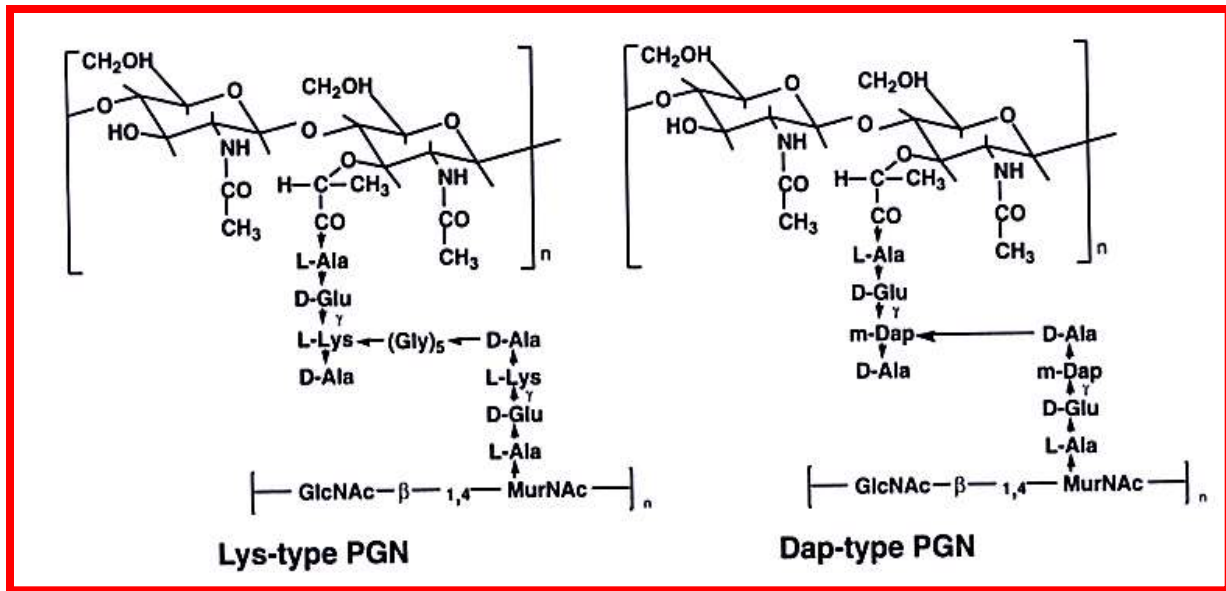 CH₂OH
O
O
HO
NH
CO
CH₃
O
CH₂OH
O
O
H–C–CH₃
NH
CO
CH₃
CO
n
L-Ala
D-Glu
γ
L-Lys (Gly)₅ D-Ala
D-Ala L-Lys
γ
D-Glu
L-Ala
GlcNAc–β–1,4–MurNAc n
Lys-type PGN
CH₂OH
O
O
HO
NH
CO
CH₃
O
CH₂OH
O
O
H–C–CH₃
NH
CO
CH₃
CO
n
L-Ala
D-Glu
γ
m-Dap D-Ala
D-Ala m-Dap
γ
D-Glu
L-Ala
GlcNAc–β–1,4–MurNAc n
Dap-type PGN